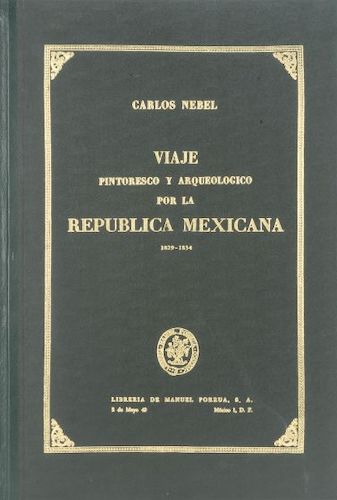 CARLOS NEBEL
VIAJE
PINTORESCO Y ARQUEOLOGICO
POR LA
REPUBLICA MEXICANA
1829-1834
LIBRERIA DE MANUEL PORRUA, S. A.
5 de Mayo 49 México 1, D. F.